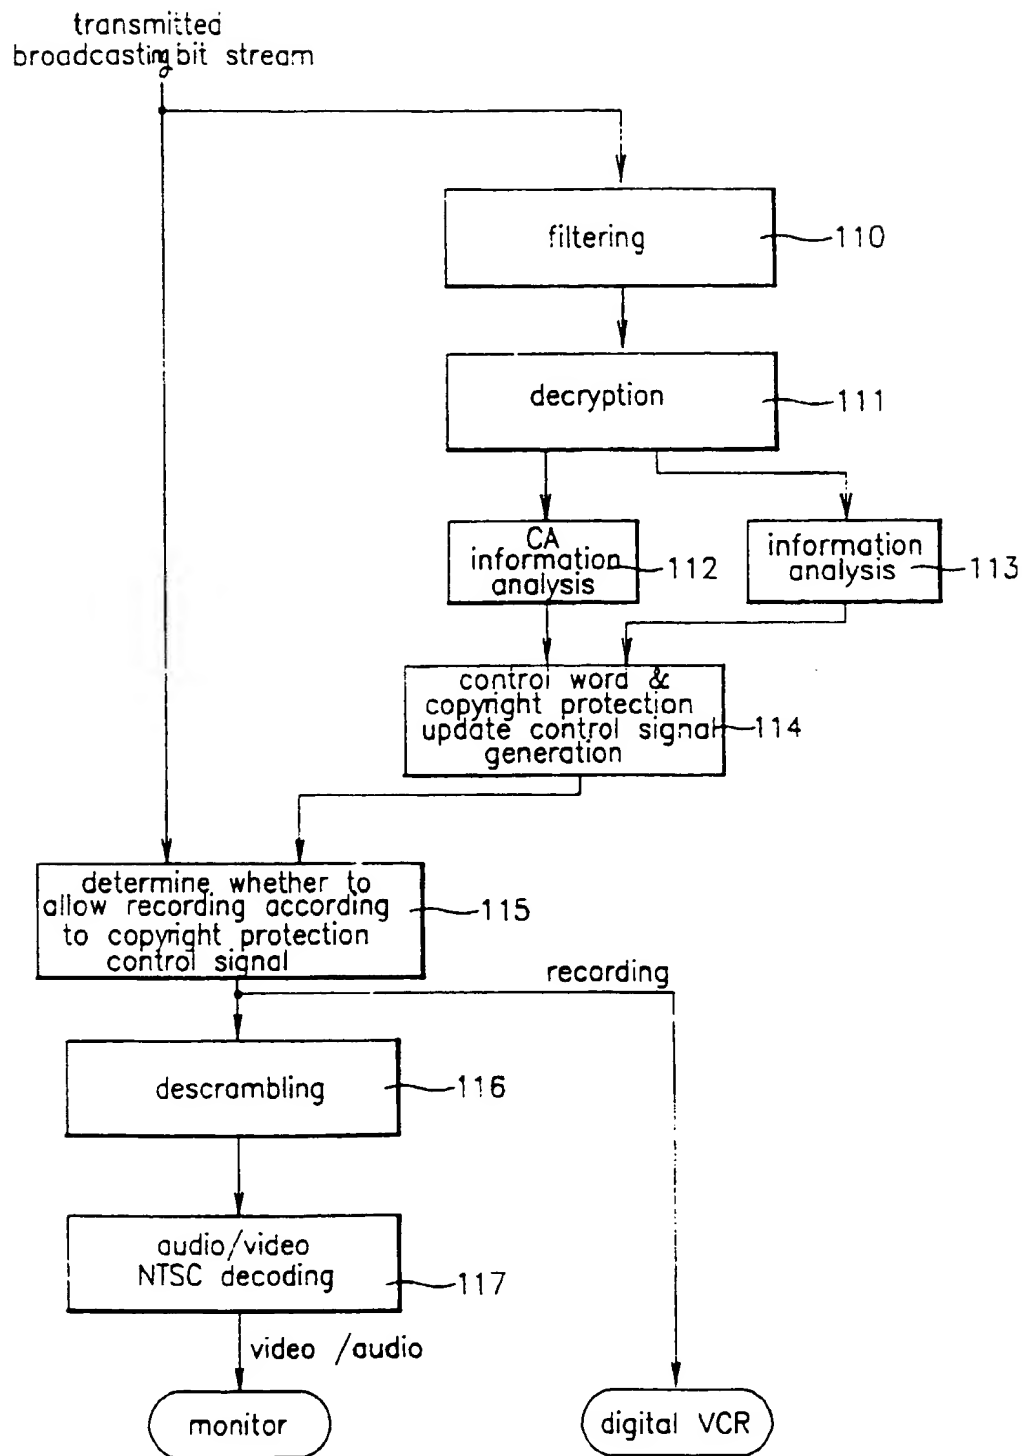 transmitted
broadcasting bit stream
filtering
110
decryption
111
CA
information
analysis
112
information
analysis
113
control word &
copyright protection
update control signal
generation
114
determine whether to
allow recording according
to copyright protection
control signal
115
recording
descrambling
116
audio/video
NTSC decoding
117
video /audio
monitor
digital VCR